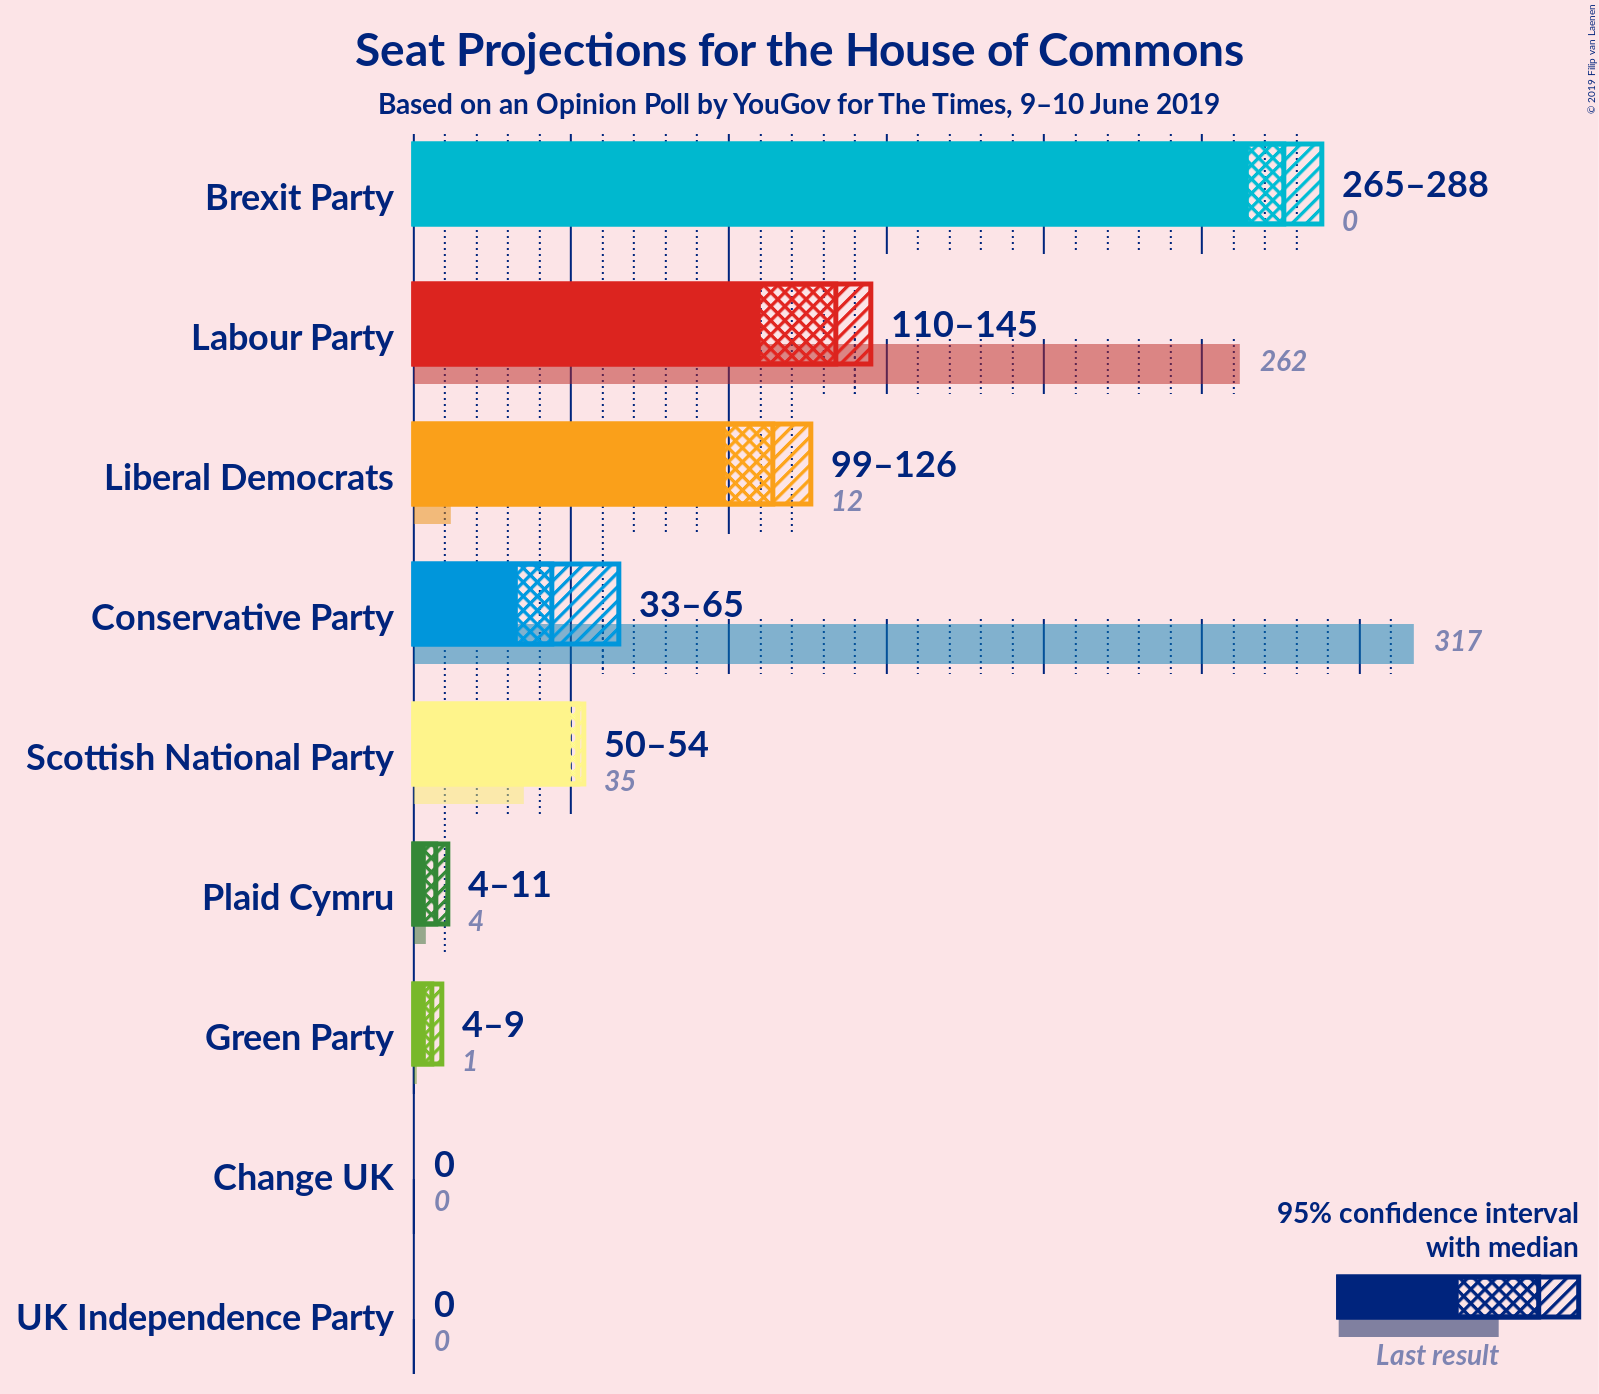 Seat Projections for the House of Commons
Based on an Opinion Poll by YouGov for The Times, 9–10 June 2019
© 2019 Filip van Laenen
Brexit Party
265–288
0
Labour Party
110–145
262
Liberal Democrats
99–126
12
Conservative Party
33–65
317
Scottish National Party
50–54
35
Plaid Cymru
4–11
4
Green Party
4–9
1
Change UK
0
0
UK Independence Party
0
0
95% confidence interval
with median
Last result